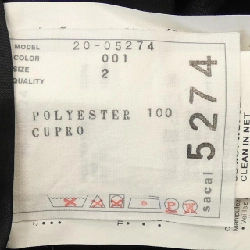 MODEL 20-05274
COLOR 001
SIZE 2
QUALITY
POLYESTER 100
CUPRO
sacai 5274
CLEAN IN NET